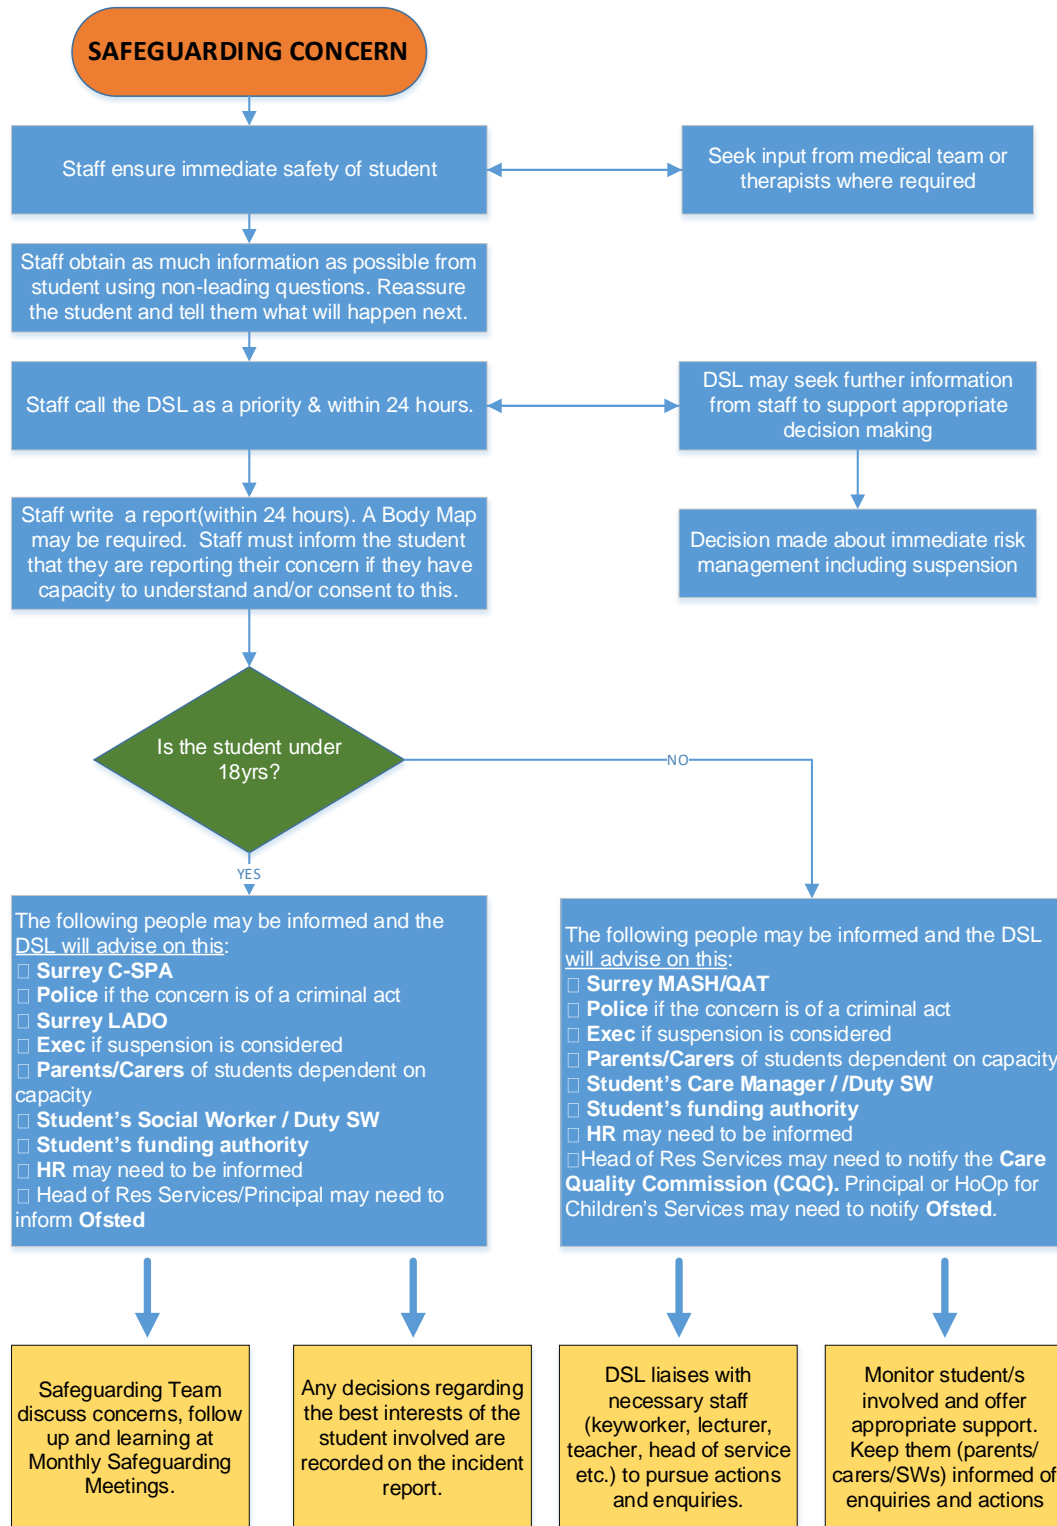 SAFEGUARDING CONCERN
Staff ensure immediate safety of student
Seek input from medical team or
therapists where required
Staff obtain as much information as possible from
student using non-leading questions. Reassure
the student and tell them what will happen next.
Staff call the DSL as a priority & within 24 hours.
DSL may seek further information
from staff to support appropriate
decision making
Staff write  a report(within 24 hours). A Body Map
may be required.  Staff must inform the student
that they are reporting their concern if they have
capacity to understand and/or consent to this.
Decision made about immediate risk
management including suspension
Is the student under
18yrs?
NO
YES
The following people may be informed and the
DSL will advise on this:
□ Surrey C-SPA
□ Police if the concern is of a criminal act
□ Surrey LADO
□ Exec if suspension is considered
□ Parents/Carers of students dependent on
capacity
□ Student’s Social Worker / Duty SW
□ Student’s funding authority
□ HR may need to be informed
□ Head of Res Services/Principal may need to
inform Ofsted
The following people may be informed and the DSL
will advise on this:
□ Surrey MASH/QAT
□ Police if the concern is of a criminal act
□ Exec if suspension is considered
□ Parents/Carers of students dependent on capacity
□ Student’s Care Manager / /Duty SW
□ Student’s funding authority
□ HR may need to be informed
□Head of Res Services may need to notify the Care
Quality Commission (CQC). Principal or HoOp for
Children’s Services may need to notify Ofsted.
Safeguarding Team
discuss concerns, follow
up and learning at
Monthly Safeguarding
Meetings.
Any decisions regarding
the best interests of the
student involved are
recorded on the incident
report.
DSL liaises with
necessary staff
(keyworker, lecturer,
teacher, head of service
etc.) to pursue actions
and enquiries.
Monitor student/s
involved and offer
appropriate support.
Keep them (parents/
carers/SWs) informed of
enquiries and actions